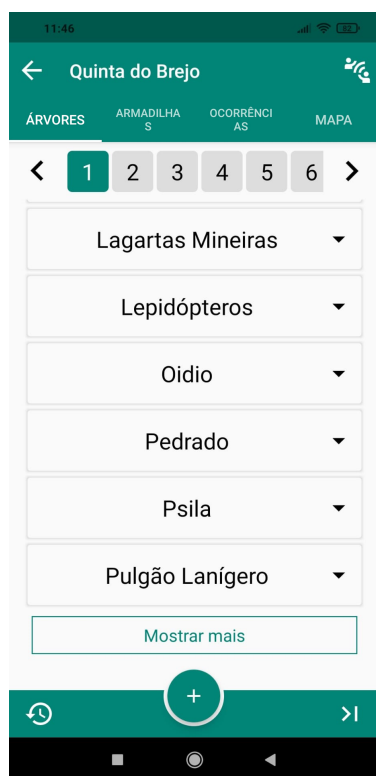 11:46
82
Quinta do Brejo
ÁRVORES
ARMADILHA
S
OCORRÊNCI
AS
MAPA
1 2 3 4 5 6
Lagartas Mineiras
Lepidópteros
Oidio
Pedrado
Psila
Pulgão Lanígero
Mostrar mais
+